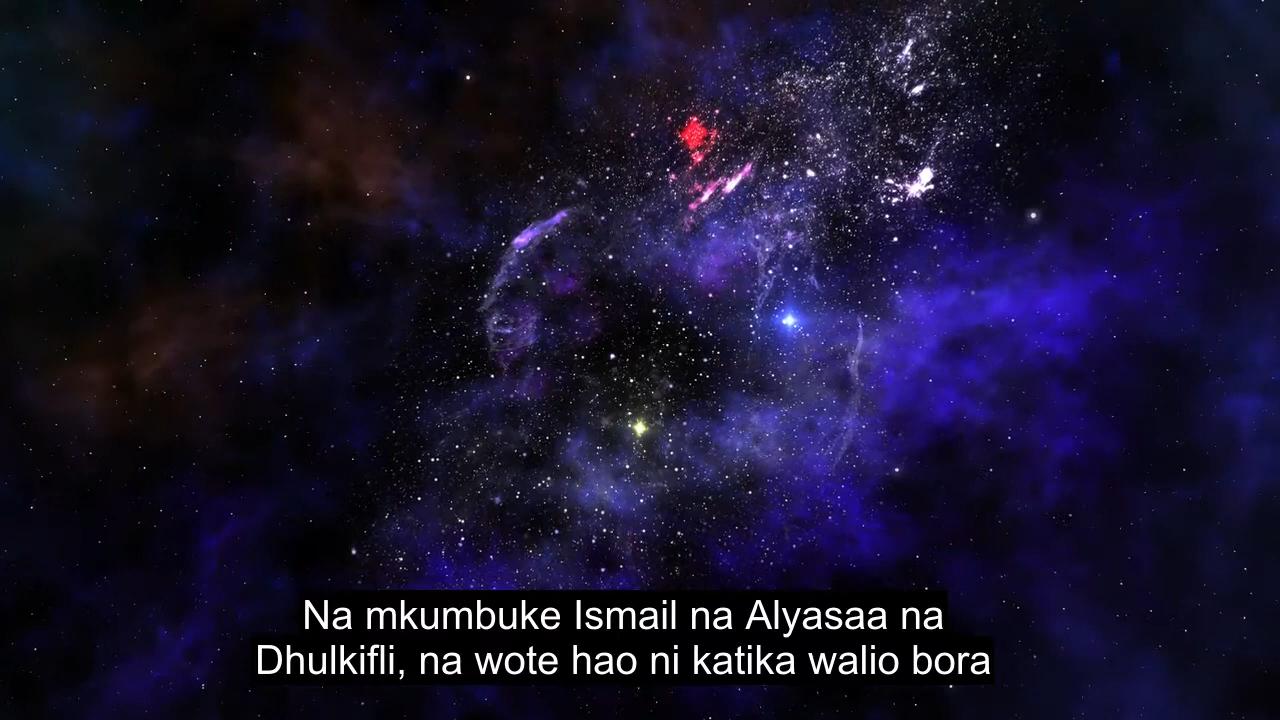 Na mkumbuke Ismail na Alyasaa na
Dhulkifli, na wote hao ni katika walio bora